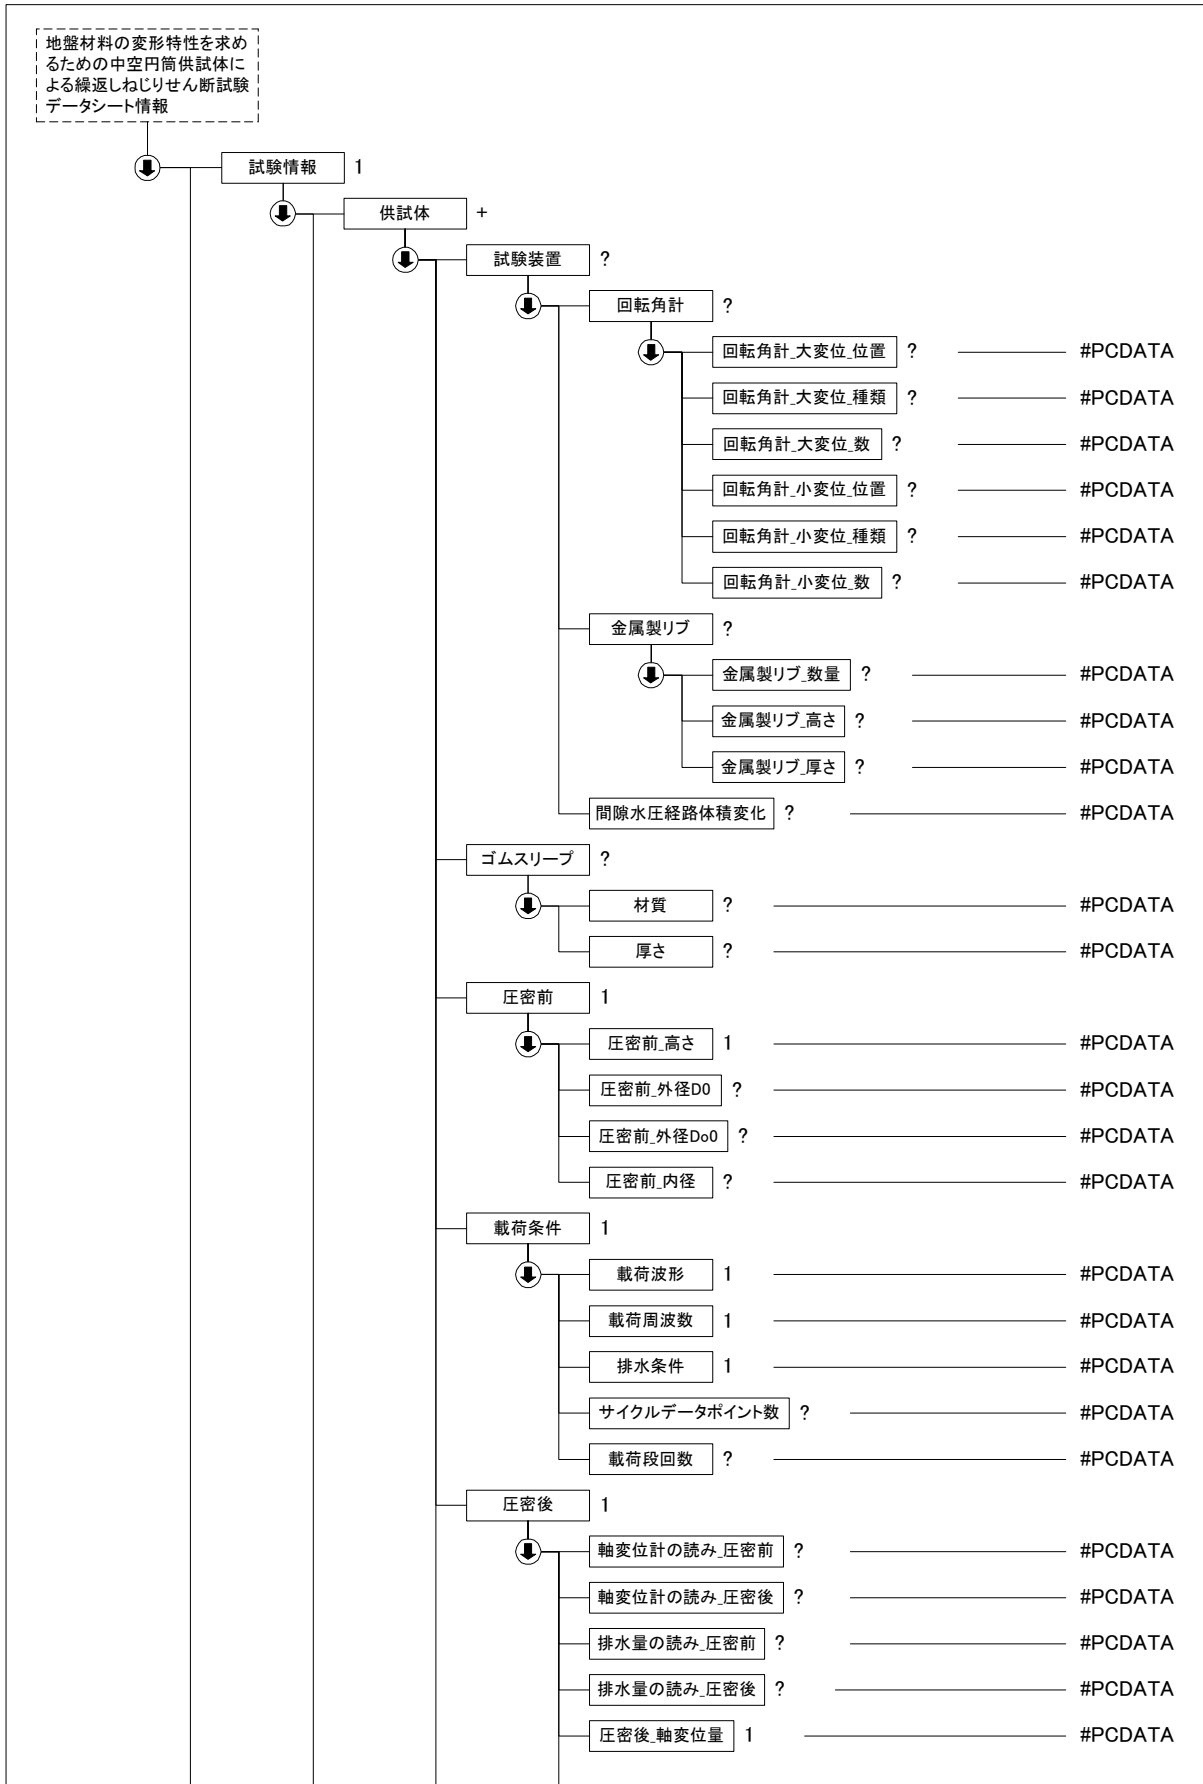 地盤材料の変形特性を求め
るための中空円筒供試体に
よる繰返しねじりせん断試験
データシート情報
試験情報 1
供試体 +
試験装置 ?
回転角計 ?
回転角計_大変位_位置 ? #PCDATA
回転角計_大変位_種類 ? #PCDATA
回転角計_大変位_数 ? #PCDATA
回転角計_小変位_位置 ? #PCDATA
回転角計_小変位_種類 ? #PCDATA
回転角計_小変位_数 ? #PCDATA
金属製リブ ?
金属製リブ_数量 ? #PCDATA
金属製リブ_高さ ? #PCDATA
金属製リブ_厚さ ? #PCDATA
間隙水圧経路体積変化 ? #PCDATA
ゴムスリーブ ?
材質 ? #PCDATA
厚さ ? #PCDATA
圧密前 1
圧密前_高さ 1 #PCDATA
圧密前_外径D0 ? #PCDATA
圧密前_外径Do0 ? #PCDATA
圧密前_内径 ? #PCDATA
載荷条件 1
載荷波形 1 #PCDATA
載荷周波数 1 #PCDATA
排水条件 1 #PCDATA
サイクルデータポイント数 ? #PCDATA
載荷段回数 ? #PCDATA
圧密後 1
軸変位計の読み_圧密前 ? #PCDATA
軸変位計の読み_圧密後 ? #PCDATA
排水量の読み_圧密前 ? #PCDATA
排水量の読み_圧密後 ? #PCDATA
圧密後_軸変位量 1 #PCDATA